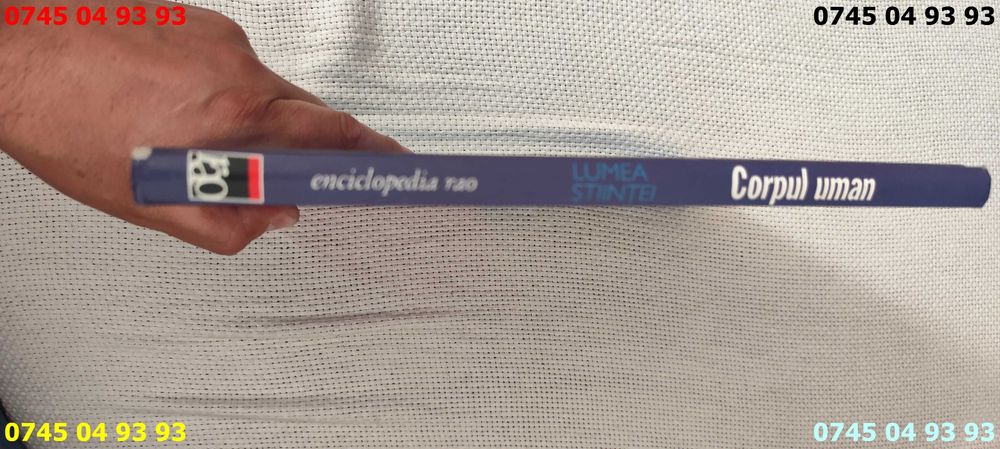 0745 04 93 93
0745 04 93 93
rao
enciclopedia rao
LUMEA
ȘTIINȚEI
Corpul uman
0745 04 93 93
0745 04 93 93